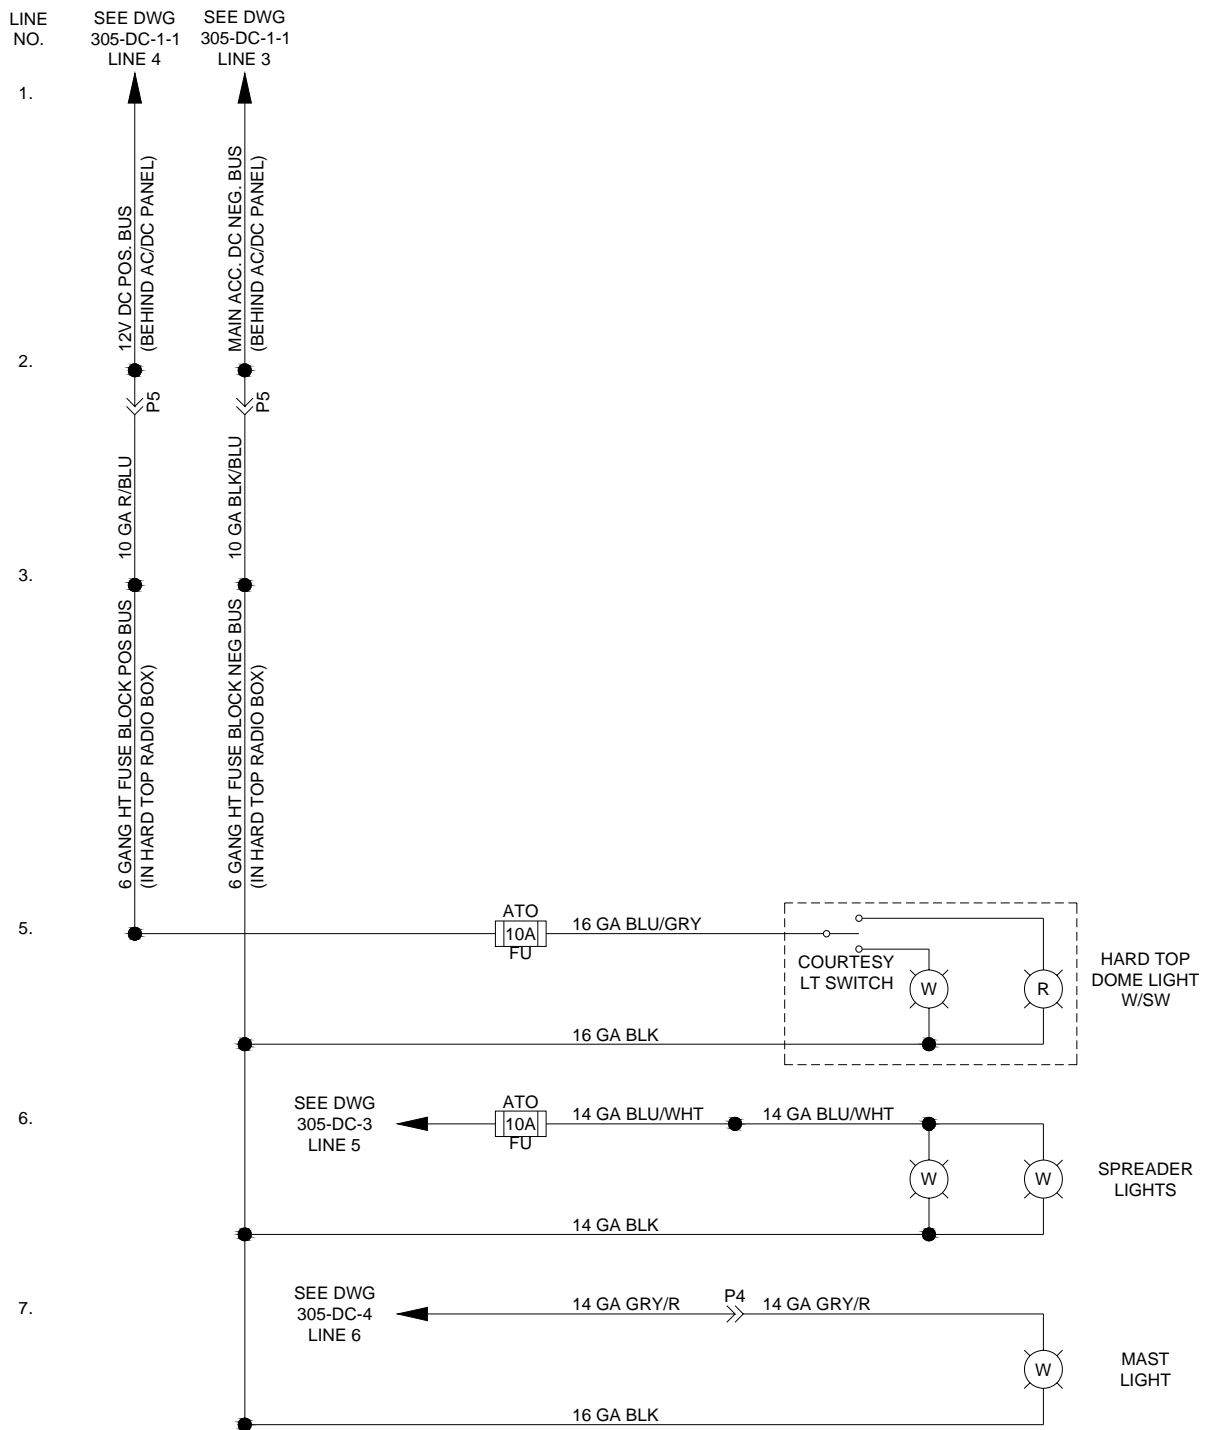 LINE
NO.
SEE DWG
305-DC-1-1
LINE 4
SEE DWG
305-DC-1-1
LINE 3
1.
12V DC POS. BUS
(BEHIND AC/DC PANEL)
MAIN ACC. DC NEG. BUS
(BEHIND AC/DC PANEL)
2.
P5
P5
10 GA R/BLU
10 GA BLK/BLU
3.
6 GANG HT FUSE BLOCK POS BUS
(IN HARD TOP RADIO BOX)
6 GANG HT FUSE BLOCK NEG BUS
(IN HARD TOP RADIO BOX)
5.
ATO
10A
FU
16 GA BLU/GRY
COURTESY
LT SWITCH
W
R
HARD TOP
DOME LIGHT
W/SW
16 GA BLK
6.
SEE DWG
305-DC-3
LINE 5
ATO
10A
FU
14 GA BLU/WHT
14 GA BLU/WHT
W
W
SPREADER
LIGHTS
14 GA BLK
7.
SEE DWG
305-DC-4
LINE 6
14 GA GRY/R
P4
14 GA GRY/R
W
MAST
LIGHT
16 GA BLK